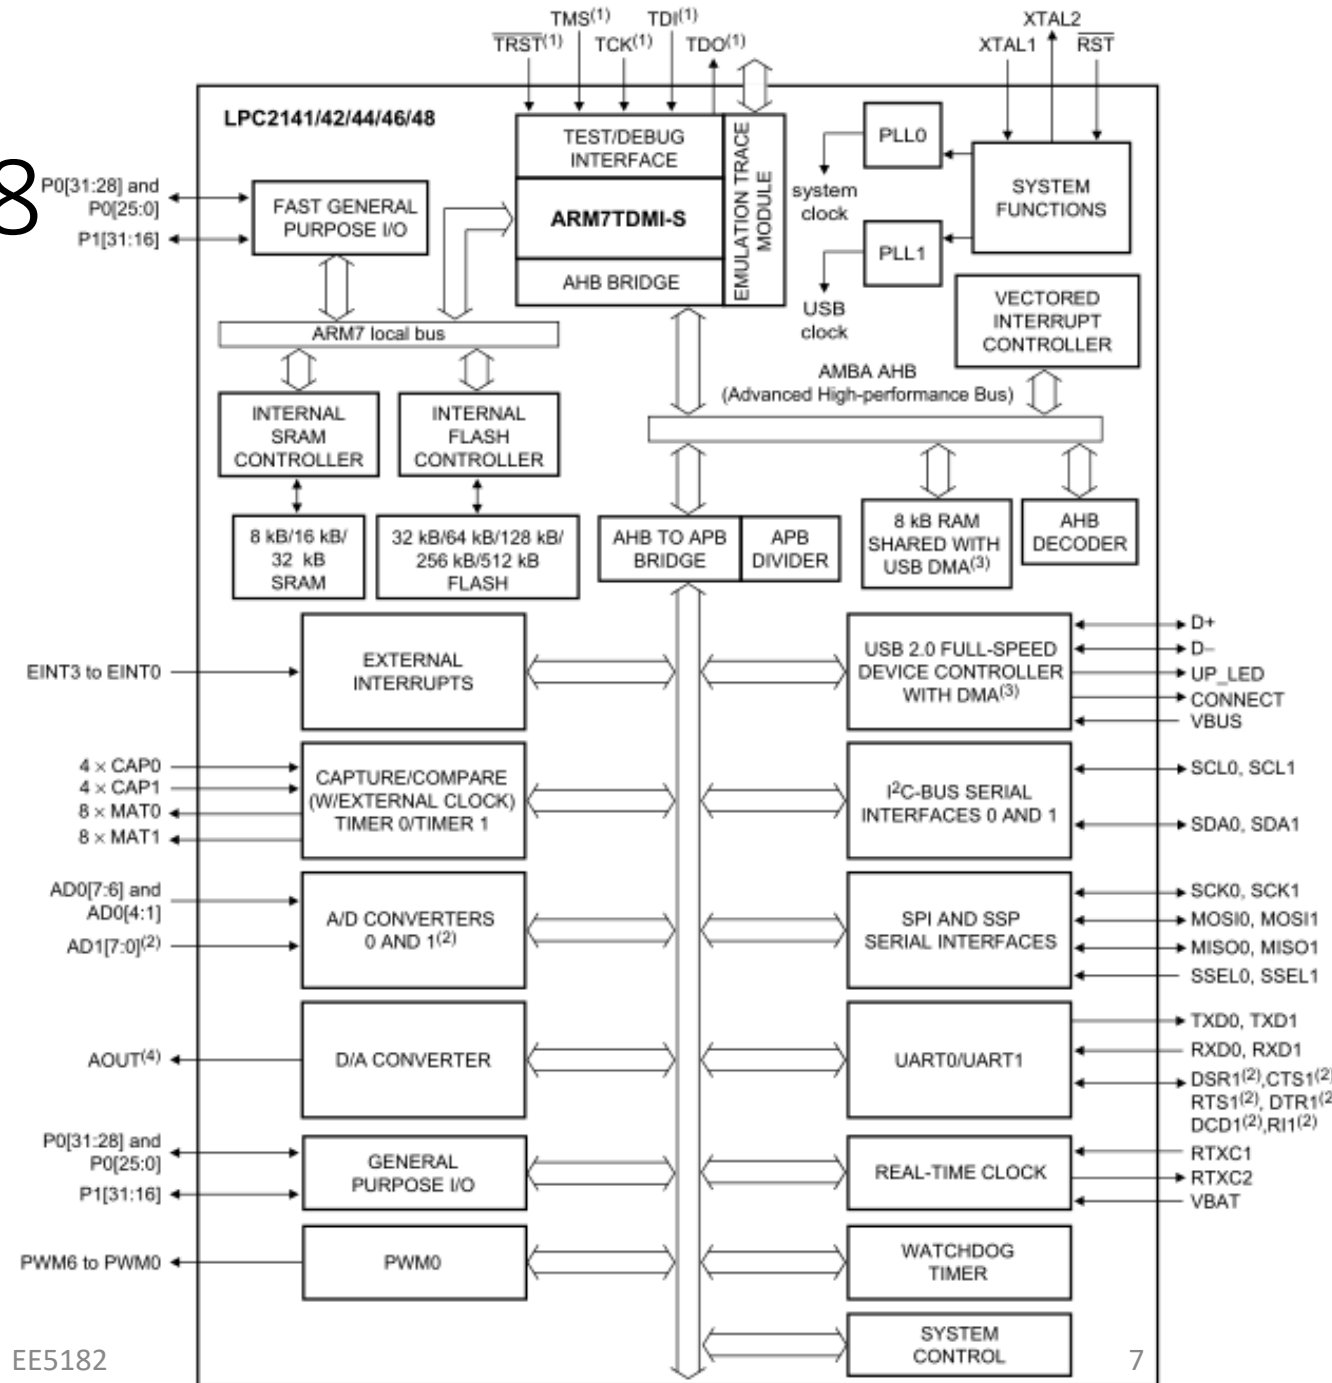 TMS(1)
TDI(1)
TRST(1)
TCK(1)
TDO(1)
XTAL2
XTAL1
RST
LPC2141/42/44/46/48
8
P0[31:28] and
P0[25:0]
P1[31:16]
FAST GENERAL
PURPOSE I/O
TEST/DEBUG
INTERFACE
ARM7TDMI-S
AHB BRIDGE
EMULATION TRACE
MODULE
PLL0
system
clock
PLL1
USB
clock
SYSTEM
FUNCTIONS
VECTORED
INTERRUPT
CONTROLLER
ARM7 local bus
AMBA AHB
(Advanced High-performance Bus)
INTERNAL
SRAM
CONTROLLER
INTERNAL
FLASH
CONTROLLER
8 kB/16 kB/
32 kB
SRAM
32 kB/64 kB/128 kB/
256 kB/512 kB
FLASH
AHB TO APB
BRIDGE
APB
DIVIDER
8 kB RAM
SHARED WITH
USB DMA(3)
AHB
DECODER
EINT3 to EINT0
EXTERNAL
INTERRUPTS
USB 2.0 FULL-SPEED
DEVICE CONTROLLER
WITH DMA(3)
D+
D−
UP_LED
CONNECT
VBUS
4 × CAP0
4 × CAP1
8 × MAT0
8 × MAT1
CAPTURE/COMPARE
(W/EXTERNAL CLOCK)
TIMER 0/TIMER 1
I2C-BUS SERIAL
INTERFACES 0 AND 1
SCL0, SCL1
SDA0, SDA1
AD0[7:6] and
AD0[4:1]
AD1[7:0](2)
A/D CONVERTERS
0 AND 1(2)
SPI AND SSP
SERIAL INTERFACES
SCK0, SCK1
MOSI0, MOSI1
MISO0, MISO1
SSEL0, SSEL1
AOUT(4)
D/A CONVERTER
UART0/UART1
TXD0, TXD1
RXD0, RXD1
DSR1(2),CTS1(2)
RTS1(2), DTR1(2
DCD1(2),RI1(2)
P0[31:28] and
P0[25:0]
P1[31:16]
GENERAL
PURPOSE I/O
REAL-TIME CLOCK
RTXC1
RTXC2
VBAT
PWM6 to PWM0
PWM0
WATCHDOG
TIMER
SYSTEM
CONTROL
EE5182
7